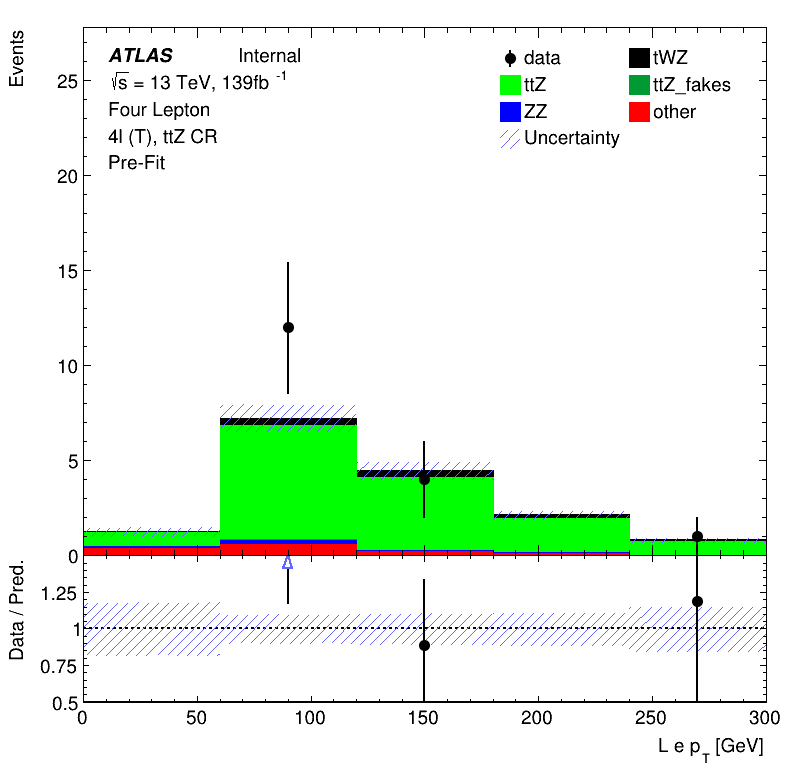 Events
ATLAS Internal
√s = 13 TeV, 139fb -1
Four Lepton
4l (T), ttZ CR
Pre-Fit
data tWZ
ttZ ttZ_fakes
ZZ other
Uncertainty
25
20
15
10
5
0
Data / Pred.
1.25
1
0.75
0.5
0 50 100 150 200 250 300
L e p T [GeV]